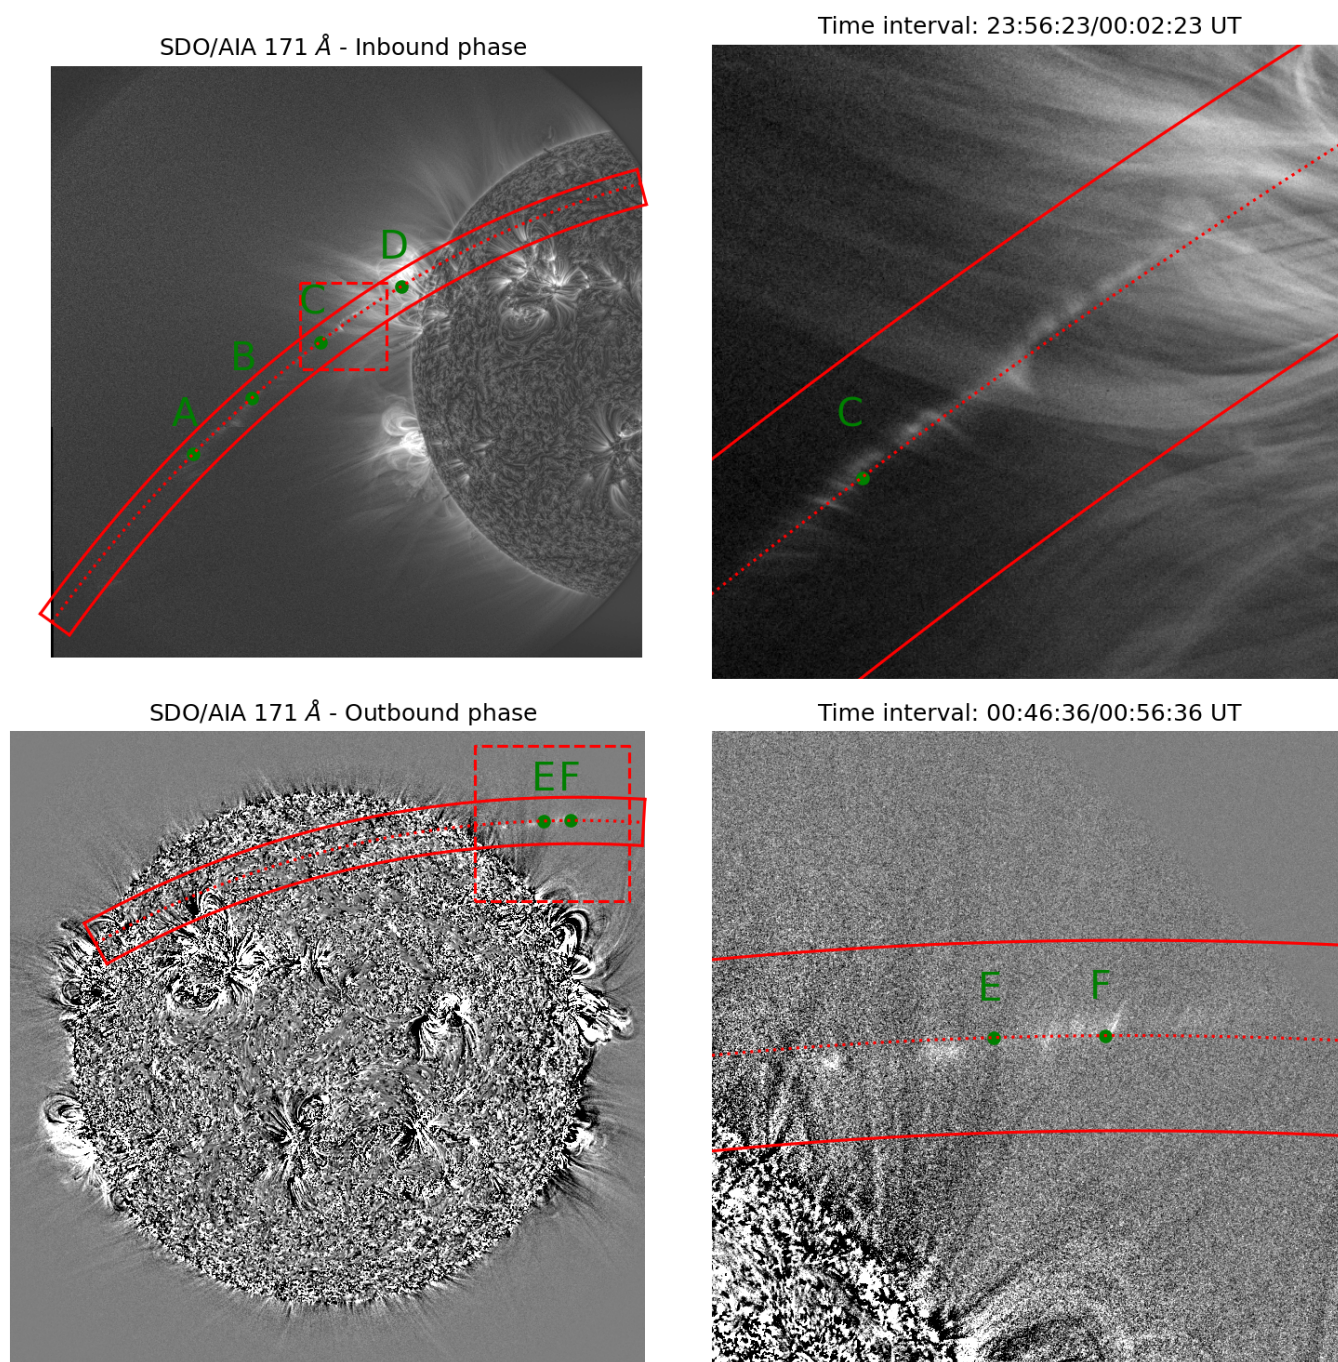 SDO/AIA 171 Å - Inbound phase
Time interval: 23:56:23/00:02:23 UT
D
C
B
A
C
SDO/AIA 171 Å - Outbound phase
Time interval: 00:46:36/00:56:36 UT
E F
E F